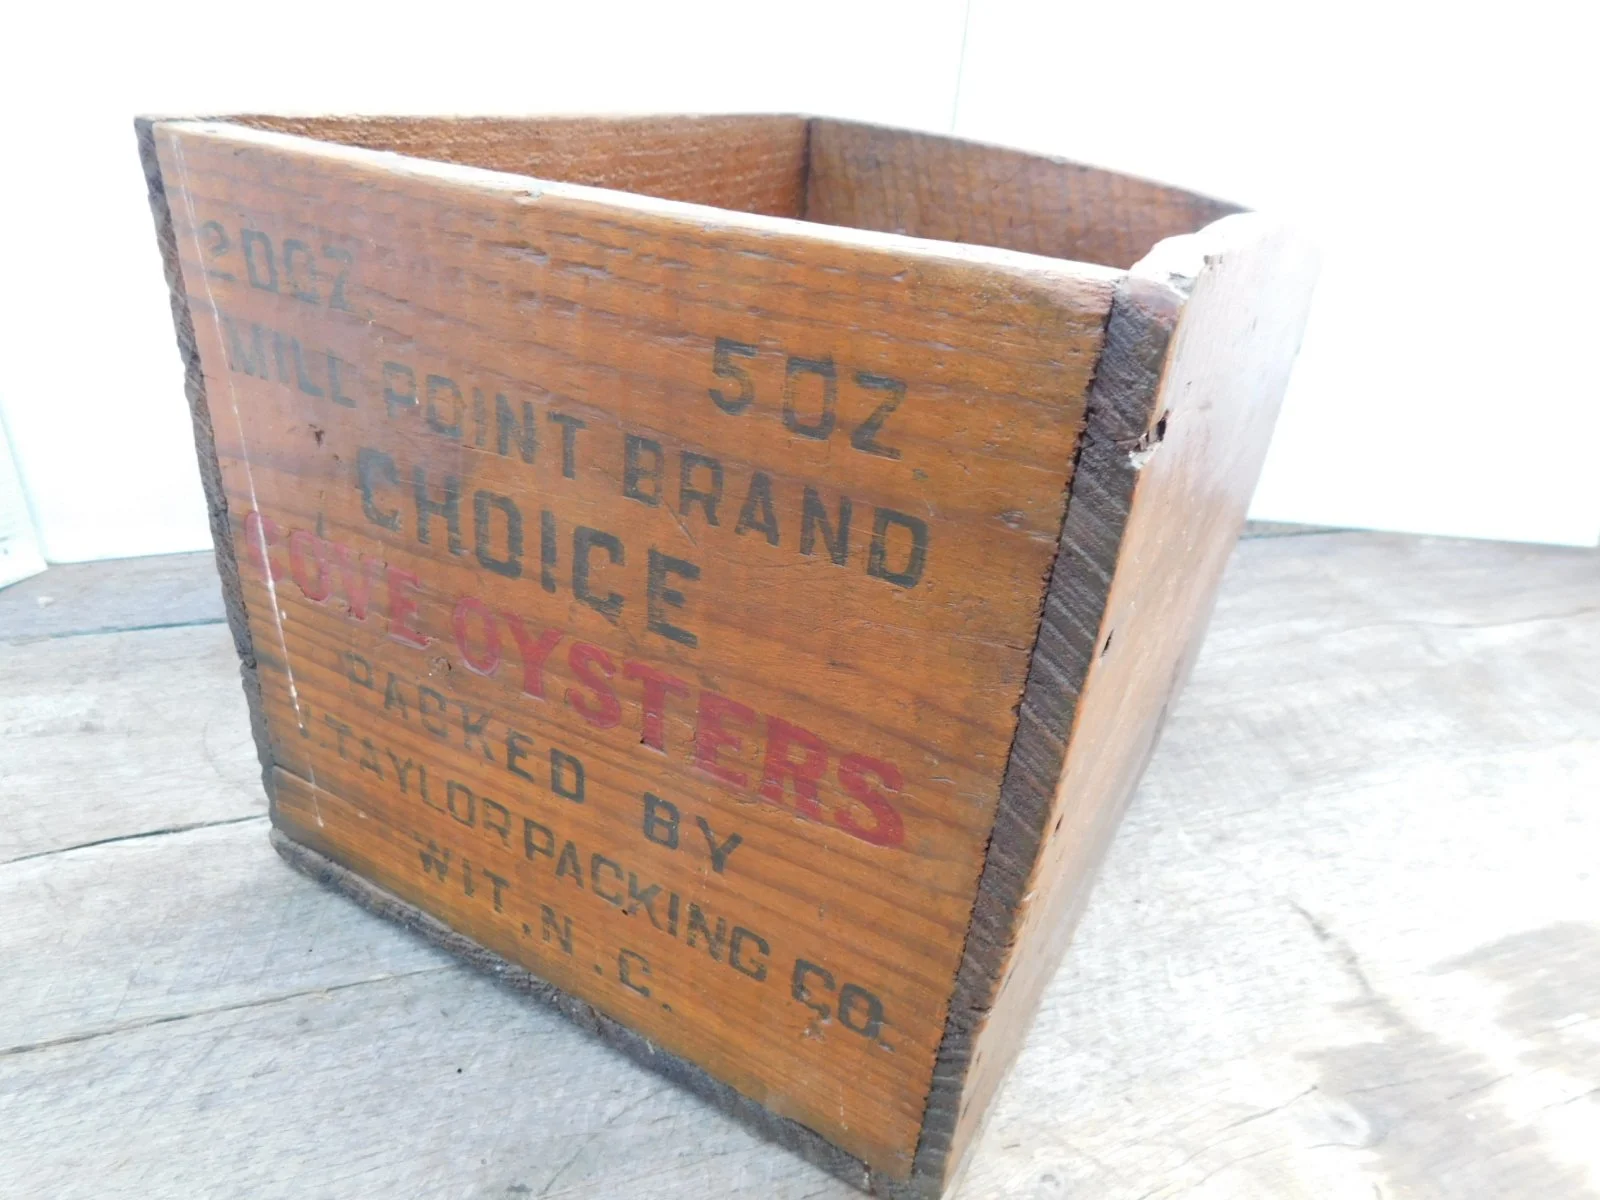 2DOZ 5OZ
MILL POINT BRAND
CHOICE
COVE OYSTERS
PACKED BY
TAYLOR PACKING CO.
WIT, N.C.